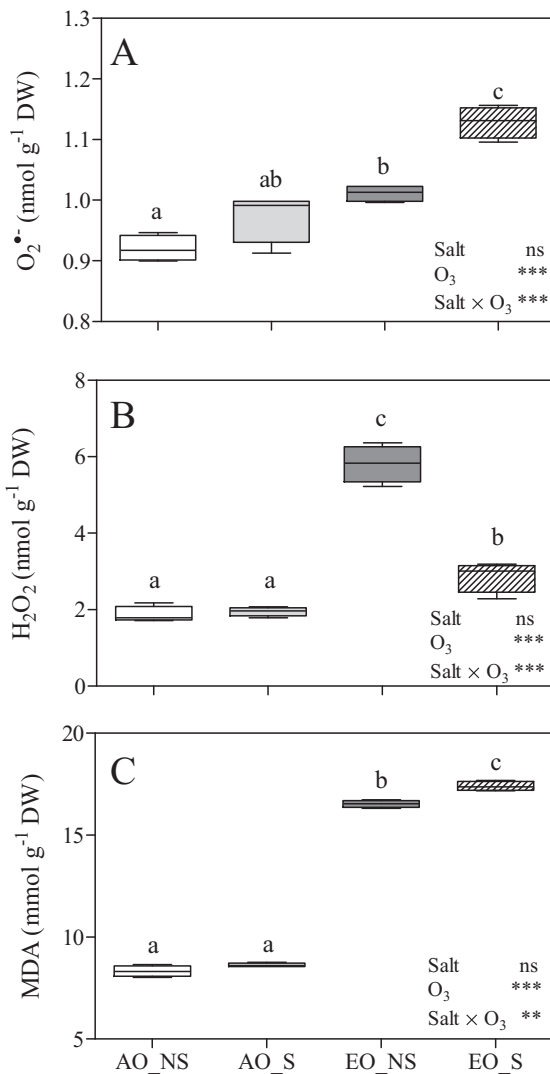 A
O₂•- (nmol g⁻¹ DW)
1.3
1.2
1.1
1.0
0.9
0.8
a
ab
b
c
Salt ns
O₃ ***
Salt × O₃ ***
B
H₂O₂ (nmol g⁻¹ DW)
8
6
4
2
0
a
a
c
b
Salt ns
O₃ ***
Salt × O₃ ***
C
MDA (mmol g⁻¹ DW)
20
15
10
5
a
a
b
c
Salt ns
O₃ ***
Salt × O₃ **
AO_NS AO_S EO_NS EO_S